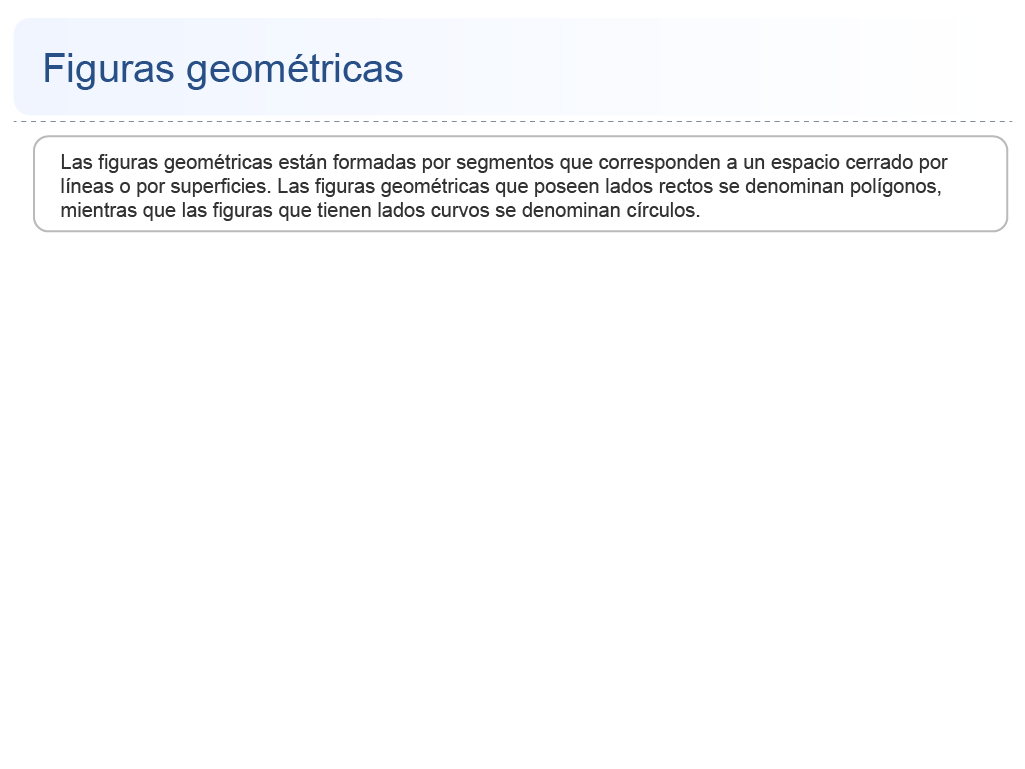 Figuras geométricas
Las figuras geométricas están formadas por segmentos que corresponden a un espacio cerrado por
líneas o por superficies. Las figuras geométricas que poseen lados rectos se denominan polígonos,
mientras que las figuras que tienen lados curvos se denominan círculos.